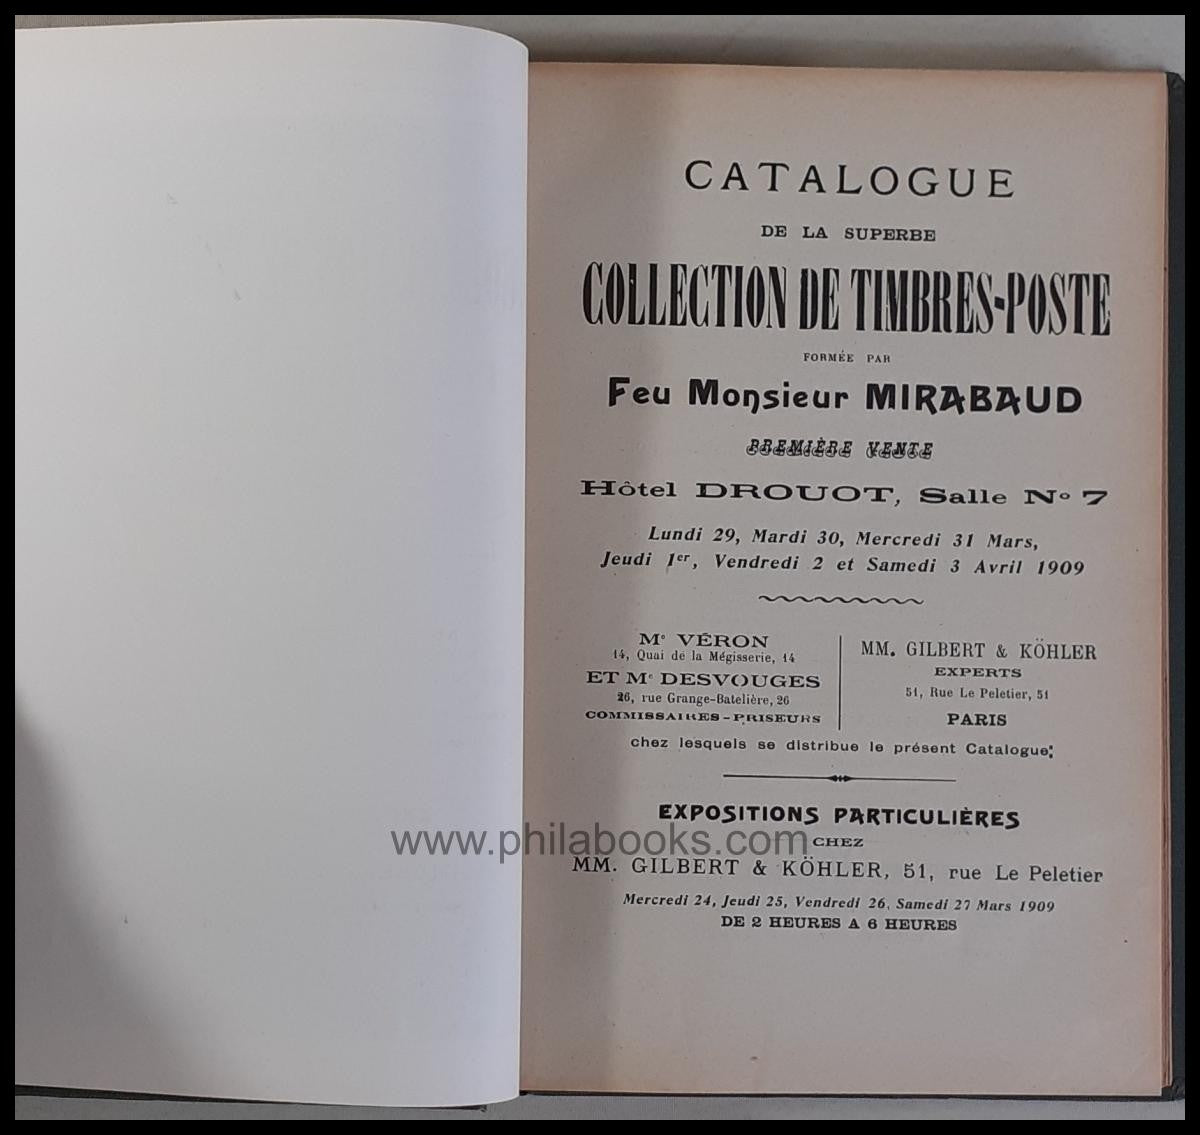 CATALOGUE
DE LA SUPERBE
COLLECTION DE TIMBRES-POSTE
FORMÉE PAR
Feu Monsieur MIRABAUD
PREMIÈRE VENTE
Hôtel DROUOT, Salle No 7
Lundi 29, Mardi 30, Mercredi 31 Mars,
Jeudi 1er, Vendredi 2 et Samedi 3 Avril 1909
Me VÉRON
14, Quai de la Mégisserie, 14
ET Me DESVOUGES
26, rue Grange-Batelière, 26
COMMISSAIRES-PRISEURS
MM. GILBERT & KÖHLER
EXPERTS
51, Rue Le Peletier, 51
PARIS
chez lesquels se distribue le présent Catalogue:
EXPOSITIONS PARTICULIÈRES
www.philabooks.com
CHEZ
MM. GILBERT & KÖHLER, 51, rue Le Peletier
Mercredi 24, Jeudi 25, Vendredi 26, Samedi 27 Mars 1909
DE 2 HEURES A 6 HEURES